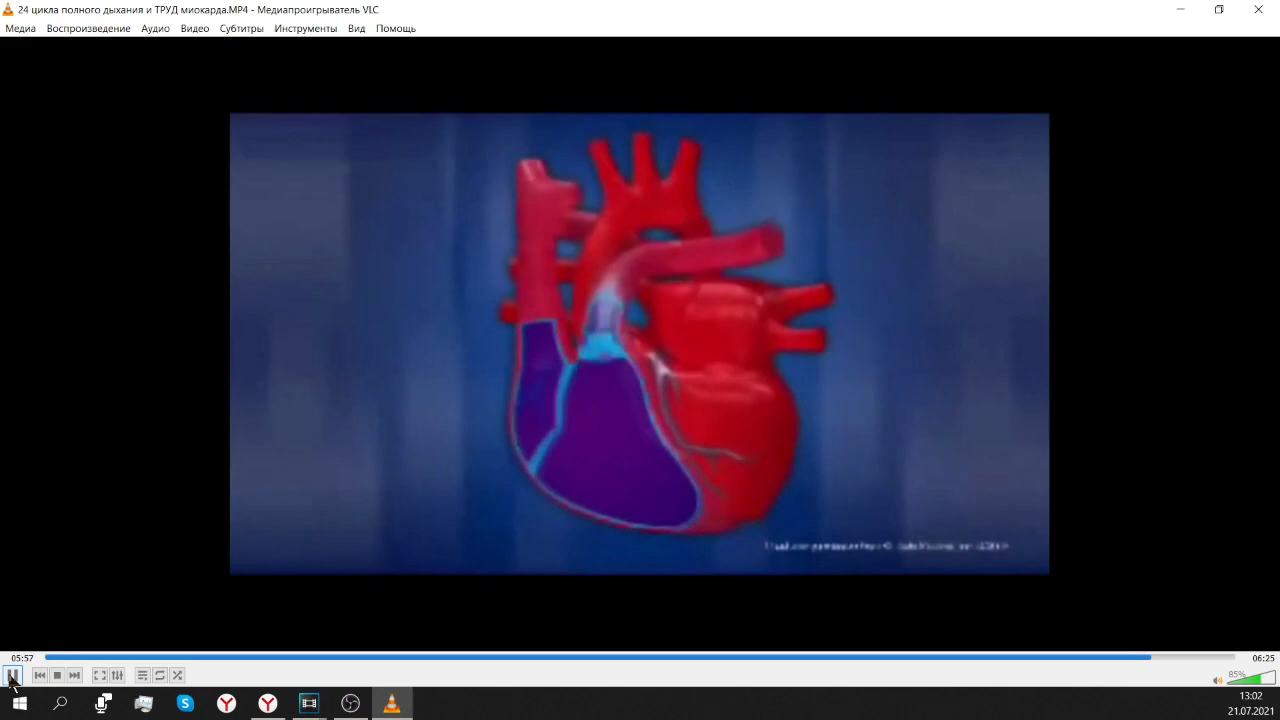 24 цикла полного дыхания и ТРУД миокарда.MP4 - Медиапроигрыватель VLC
Медиа Воспроизведение Аудио Видео Субтитры Инструменты Вид Помощь
05:57 06:25
85%
13:02
21.07.2021